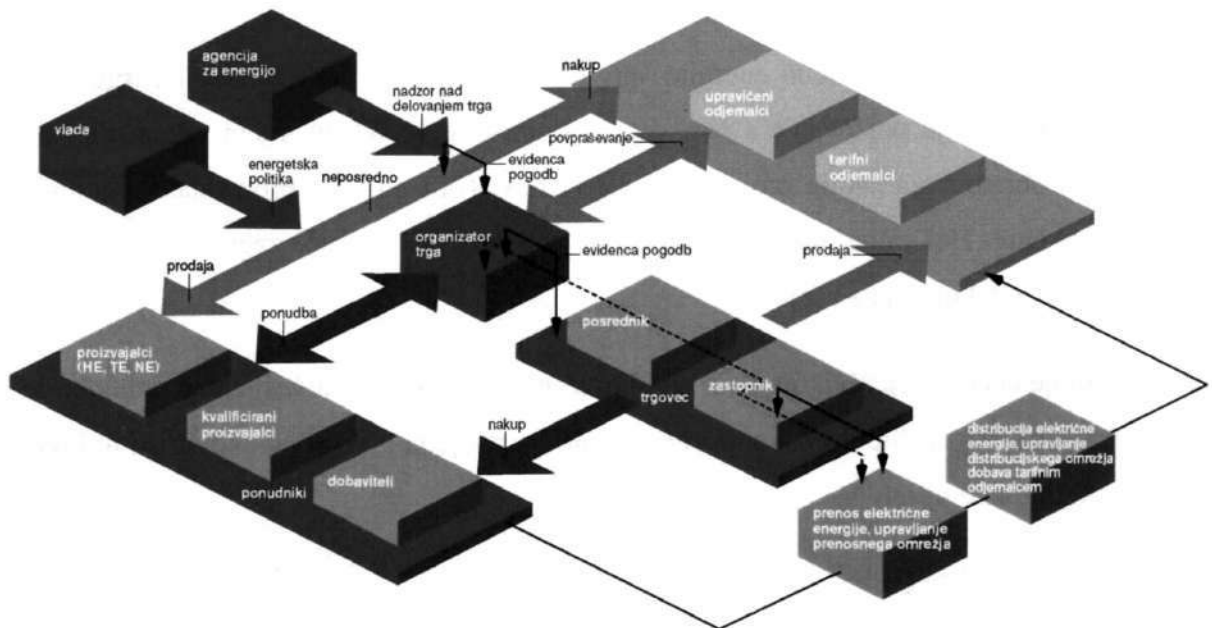 agencija
za energijo
vlada
nadzor nad
delovanjem trga
nakup
upravičeni
odjemalci
povpraševanje
tarifni
odjemalci
energetska
politika
neposredno
evidenca
pogodb
organizator
trga
evidenca pogodb
prodaja
prodaja
ponudba
posrednik
proizvajalci
(HE, TE, NE)
zastopnik
trgovec
kvalificirani
proizvajalci
nakup
distribucija električne
energije, upravljanje
distribucijskega omrežja
dobava tarifnim
odjemalcem
dobavitelj
ponudniki
prenos električne
energije, upravljanje
prenosnega omrežja